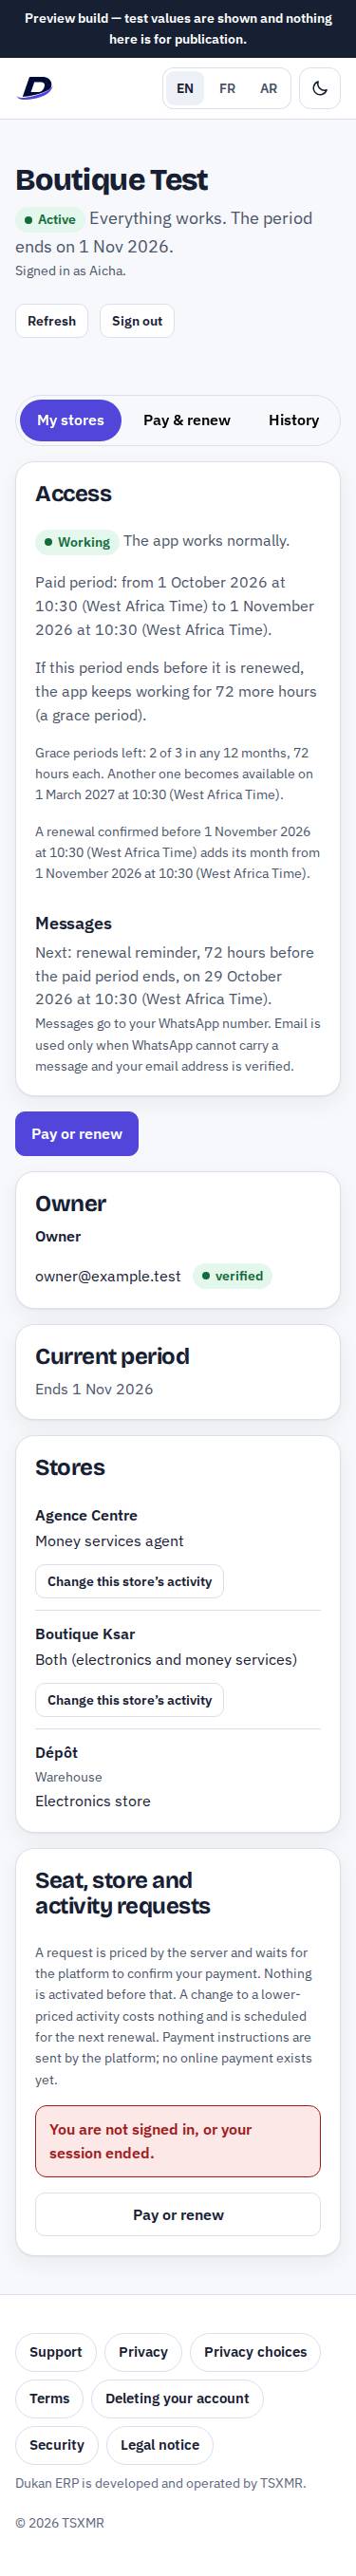 Preview build — test values are shown and nothing
here is for publication.
D
EN FR AR
Boutique Test
Active Everything works. The period
ends on 1 Nov 2026.
Signed in as Aicha.
Refresh Sign out
My stores Pay & renew History
Access
Working The app works normally.
Paid period: from 1 October 2026 at
10:30 (West Africa Time) to 1 November
2026 at 10:30 (West Africa Time).
If this period ends before it is renewed,
the app keeps working for 72 more hours
(a grace period).
Grace periods left: 2 of 3 in any 12 months, 72
hours each. Another one becomes available on
1 March 2027 at 10:30 (West Africa Time).
A renewal confirmed before 1 November 2026
at 10:30 (West Africa Time) adds its month from
1 November 2026 at 10:30 (West Africa Time).
Messages
Next: renewal reminder, 72 hours before
the paid period ends, on 29 October
2026 at 10:30 (West Africa Time).
Messages go to your WhatsApp number. Email is
used only when WhatsApp cannot carry a
message and your email address is verified.
Pay or renew
Owner
Owner
owner@example.test verified
Current period
Ends 1 Nov 2026
Stores
Agence Centre
Money services agent
Change this store’s activity
Boutique Ksar
Both (electronics and money services)
Change this store’s activity
Dépôt
Warehouse
Electronics store
Seat, store and
activity requests
A request is priced by the server and waits for
the platform to confirm your payment. Nothing
is activated before that. A change to a lower-
priced activity costs nothing and is scheduled
for the next renewal. Payment instructions are
sent by the platform; no online payment exists
yet.
You are not signed in, or your
session ended.
Pay or renew
Support Privacy Privacy choices
Terms Deleting your account
Security Legal notice
Dukan ERP is developed and operated by TSXMR.
© 2026 TSXMR